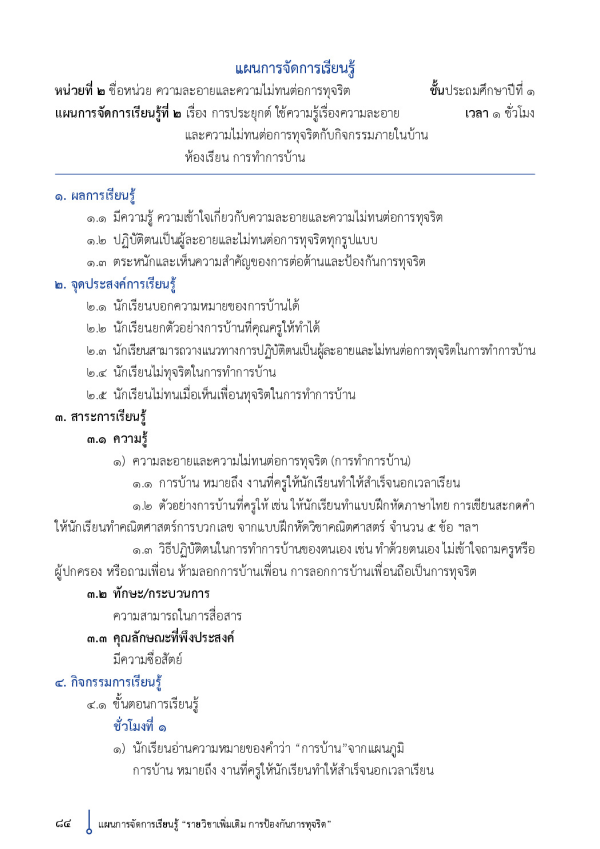 แผนการจัดการเรียนรู้
หน่วยที่ ๒ ชื่อหน่วย ความละอายและความไม่ทนต่อการทุจริต ชั้นประถมศึกษาปีที่ ๑
แผนการจัดการเรียนรู้ที่ ๒ เรื่อง การประยุกต์ ใช้ความรู้เรื่องความละอาย เวลา ๑ ชั่วโมง
และความไม่ทนต่อการทุจริตกับกิจกรรมภายในบ้าน
ห้องเรียน การทำการบ้าน
๑. ผลการเรียนรู้
๑.๑ มีความรู้ ความเข้าใจเกี่ยวกับความละอายและความไม่ทนต่อการทุจริต
๑.๒ ปฏิบัติตนเป็นผู้ละอายและไม่ทนต่อการทุจริตทุกรูปแบบ
๑.๓ ตระหนักและเห็นความสำคัญของการต่อต้านและป้องกันการทุจริต
๒. จุดประสงค์การเรียนรู้
๒.๑ นักเรียนบอกความหมายของการบ้านได้
๒.๒ นักเรียนยกตัวอย่างการบ้านที่คุณครูให้ทำได้
๒.๓ นักเรียนสามารถวางแนวทางการปฏิบัติตนเป็นผู้ละอายและไม่ทนต่อการทุจริตในการทำการบ้าน
๒.๔ นักเรียนไม่ทุจริตในการทำการบ้าน
๒.๕ นักเรียนไม่ทนเมื่อเห็นเพื่อนทุจริตในการทำการบ้าน
๓. สาระการเรียนรู้
๓.๑ ความรู้
๑) ความละอายและความไม่ทนต่อการทุจริต (การทำการบ้าน)
๑.๑ การบ้าน หมายถึง งานที่ครูให้นักเรียนทำให้สำเร็จนอกเวลาเรียน
๑.๒ ตัวอย่างการบ้านที่ครูให้ เช่น ให้นักเรียนทำแบบฝึกหัดภาษาไทย การเขียนสะกดคำ
ให้นักเรียนทำคณิตศาสตร์การบวกเลข จากแบบฝึกหัดวิชาคณิตศาสตร์ จำนวน ๕ ข้อ ฯลฯ
๑.๓ วิธีปฏิบัติตนในการทำการบ้านของตนเอง เช่น ทำด้วยตนเอง ไม่เข้าใจถามครูหรือ
ผู้ปกครอง หรือถามเพื่อน ห้ามลอกการบ้านเพื่อน การลอกการบ้านเพื่อนถือเป็นการทุจริต
๓.๒ ทักษะ/กระบวนการ
ความสามารถในการสื่อสาร
๓.๓ คุณลักษณะที่พึงประสงค์
มีความซื่อสัตย์
๔. กิจกรรมการเรียนรู้
๔.๑ ขั้นตอนการเรียนรู้
ชั่วโมงที่ ๑
๑) นักเรียนอ่านความหมายของคำว่า “การบ้าน”จากแผนภูมิ
การบ้าน หมายถึง งานที่ครูให้นักเรียนทำให้สำเร็จนอกเวลาเรียน
๘๔ แผนการจัดการเรียนรู้ “รายวิชาเพิ่มเติม การป้องกันการทุจริต”